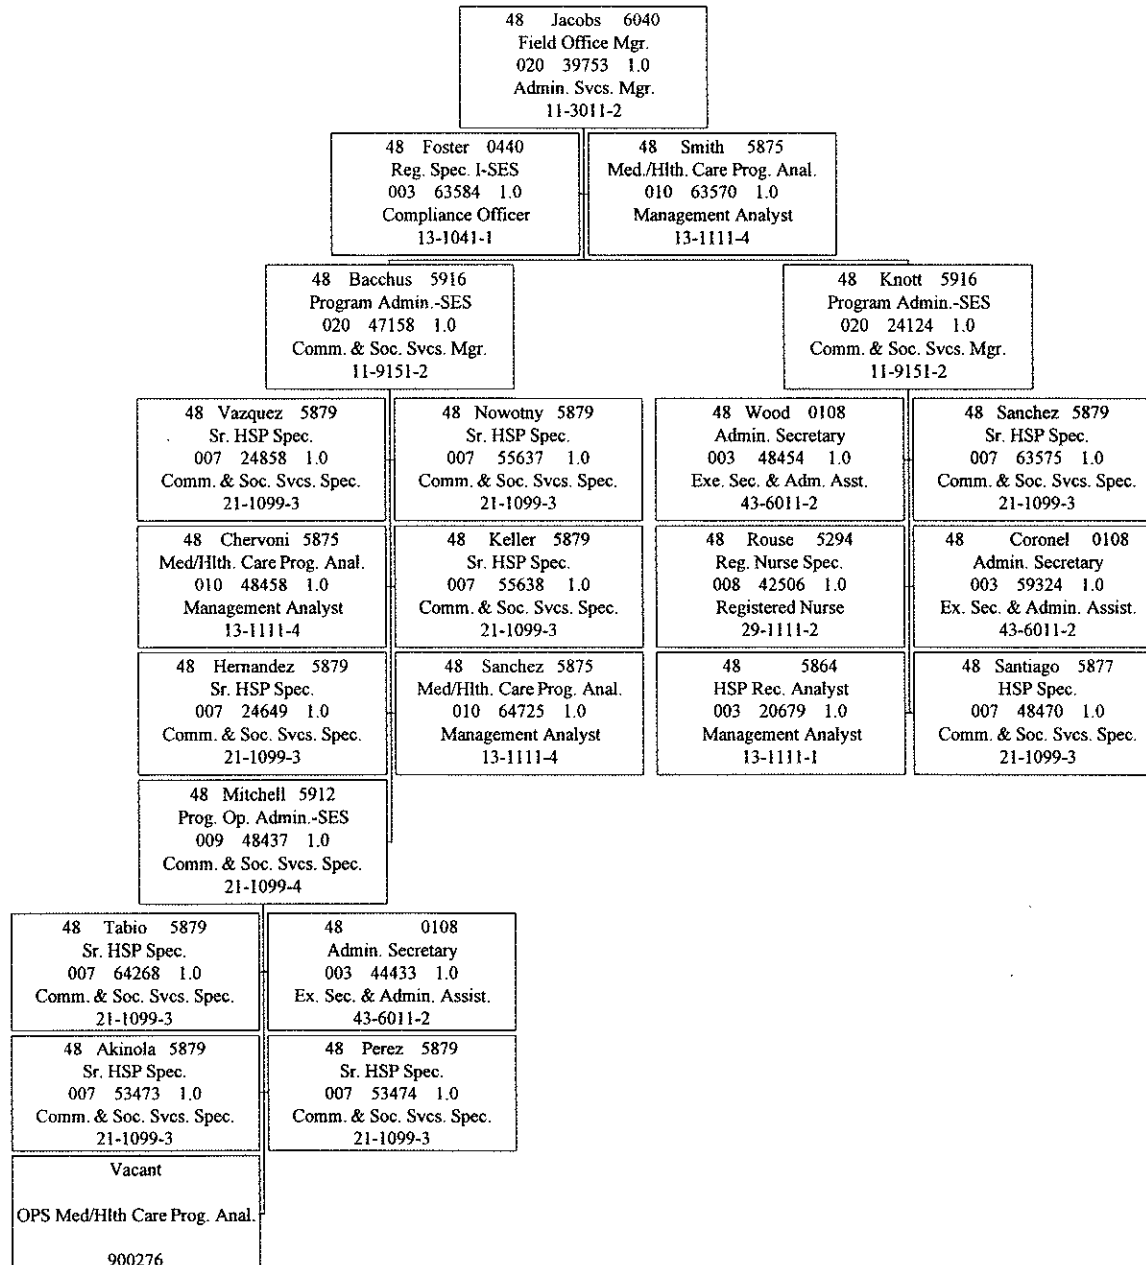 48 Jacobs 6040
Field Office Mgr.
020 39753 1.0
Admin. Svcs. Mgr.
11-3011-2
48 Foster 0440
Reg. Spec. I-SES
003 63584 1.0
Compliance Officer
13-1041-1
48 Smith 5875
Med./Hlth. Care Prog. Anal.
010 63570 1.0
Management Analyst
13-1111-4
48 Bacchus 5916
Program Admin.-SES
020 47158 1.0
Comm. & Soc. Svcs. Mgr.
11-9151-2
48 Knott 5916
Program Admin.-SES
020 24124 1.0
Comm. & Soc. Svcs. Mgr.
11-9151-2
48 Vazquez 5879
Sr. HSP Spec.
007 24858 1.0
Comm. & Soc. Svcs. Spec.
21-1099-3
48 Nowotny 5879
Sr. HSP Spec.
007 55637 1.0
Comm. & Soc. Svcs. Spec.
21-1099-3
48 Wood 0108
Admin. Secretary
003 48454 1.0
Exe. Sec. & Adm. Asst.
43-6011-2
48 Sanchez 5879
Sr. HSP Spec.
007 63575 1.0
Comm. & Soc. Svcs. Spec.
21-1099-3
48 Chervoni 5875
Med/Hlth. Care Prog. Anal.
010 48458 1.0
Management Analyst
13-1111-4
48 Keller 5879
Sr. HSP Spec.
007 55638 1.0
Comm. & Soc. Svcs. Spec.
21-1099-3
48 Rouse 5294
Reg. Nurse Spec.
008 42506 1.0
Registered Nurse
29-1111-2
48 Coronel 0108
Admin. Secretary
003 59324 1.0
Ex. Sec. & Admin. Assist.
43-6011-2
48 Hernandez 5879
Sr. HSP Spec.
007 24649 1.0
Comm. & Soc. Svcs. Spec.
21-1099-3
48 Sanchez 5875
Med/Hlth. Care Prog. Anal.
010 64725 1.0
Management Analyst
13-1111-4
48 5864
HSP Rec. Analyst
003 20679 1.0
Management Analyst
13-1111-1
48 Santiago 5877
HSP Spec.
007 48470 1.0
Comm. & Soc. Svcs. Spec.
21-1099-3
48 Mitchell 5912
Prog. Op. Admin.-SES
009 48437 1.0
Comm. & Soc. Svcs. Spec.
21-1099-4
48 Tabio 5879
Sr. HSP Spec.
007 64268 1.0
Comm. & Soc. Svcs. Spec.
21-1099-3
48 0108
Admin. Secretary
003 44433 1.0
Ex. Sec. & Admin. Assist.
43-6011-2
48 Akinola 5879
Sr. HSP Spec.
007 53473 1.0
Comm. & Soc. Svcs. Spec.
21-1099-3
48 Perez 5879
Sr. HSP Spec.
007 53474 1.0
Comm. & Soc. Svcs. Spec.
21-1099-3
Vacant
OPS Med/Hlth Care Prog. Anal.
900276